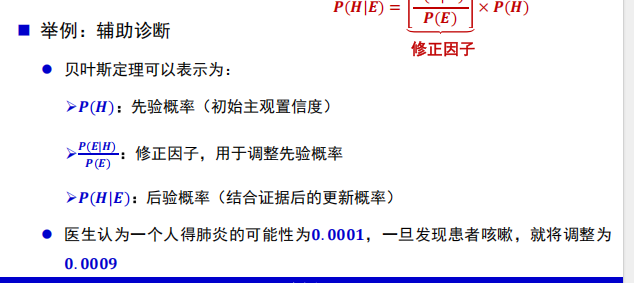 P(H|E) = [ / P(E)] × P(H)
修正因子
■ 举例：辅助诊断
● 贝叶斯定理可以表示为：
➢P(H)：先验概率（初始主观置信度）
➢P(E|H)/P(E)：修正因子，用于调整先验概率
➢P(H|E)：后验概率（结合证据后的更新概率）
● 医生认为一个人得肺炎的可能性为0.0001，一旦发现患者咳嗽，就将调整为
0.0009